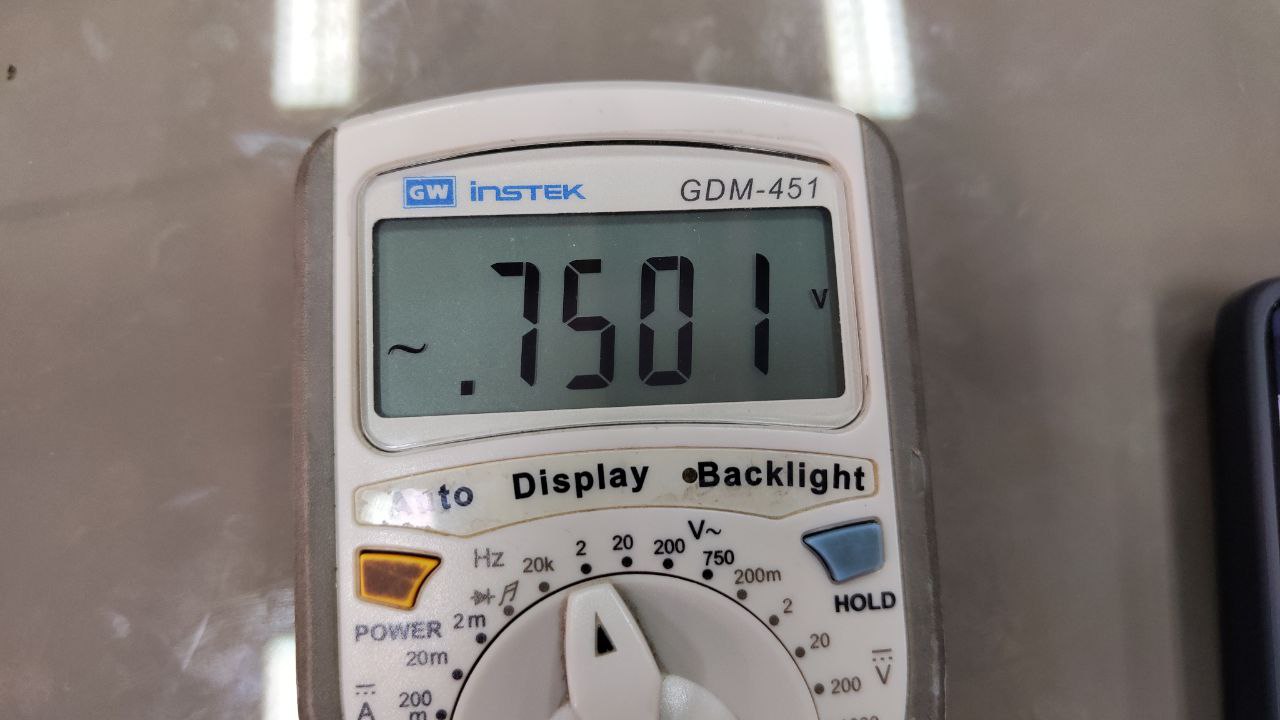 GW INSTEK GDM-451
~ .7501 V
Auto Display Backlight
V~
Hz 20k 2 20 200 750
200m
2m 2
POWER HOLD
20m 20
V
200 200
A m